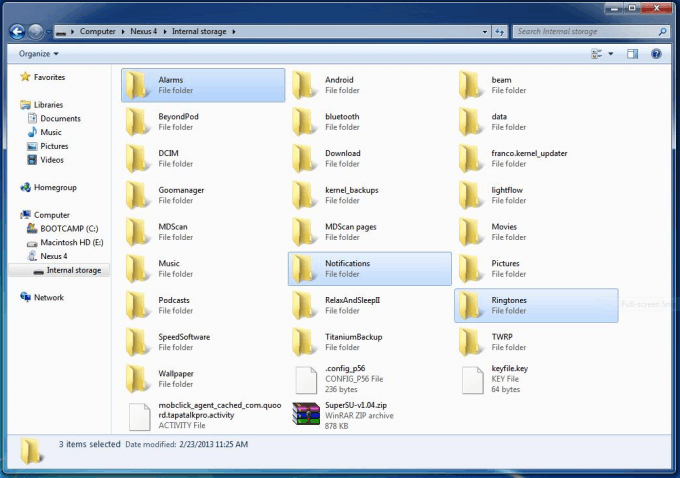 Computer Nexus 4 Internal storage
Search Internal storage
Organize
Favorites
Libraries
Documents
Music
Pictures
Videos
Homegroup
Computer
BOOTCAMP (C:)
Macintosh HD (E:)
Nexus 4
Internal storage
Network
Alarms
File folder
Android
File folder
beam
File folder
BeyondPod
File folder
bluetooth
File folder
data
File folder
DCIM
File folder
Download
File folder
franco.kernel_updater
File folder
Goomanager
File folder
kernel_backups
File folder
lightflow
File folder
MDScan
File folder
MDScan pages
File folder
Movies
File folder
Music
File folder
Notifications
File folder
Pictures
File folder
Podcasts
File folder
RelaxAndSleepII
File folder
Ringtones
File folder
SpeedSoftware
File folder
TitaniumBackup
File folder
TWRP
File folder
Wallpaper
File folder
.config_p56
CONFIG_P56 File
236 bytes
keyfile.key
KEY File
64 bytes
mobclick_agent_cached_com.quoo
rd.tapatalkpro.activity
ACTIVITY File
SuperSU-v1.04.zip
WinRAR ZIP archive
878 KB
Full-screen Snip
3 items selected Date modified: 2/23/2013 11:25 AM